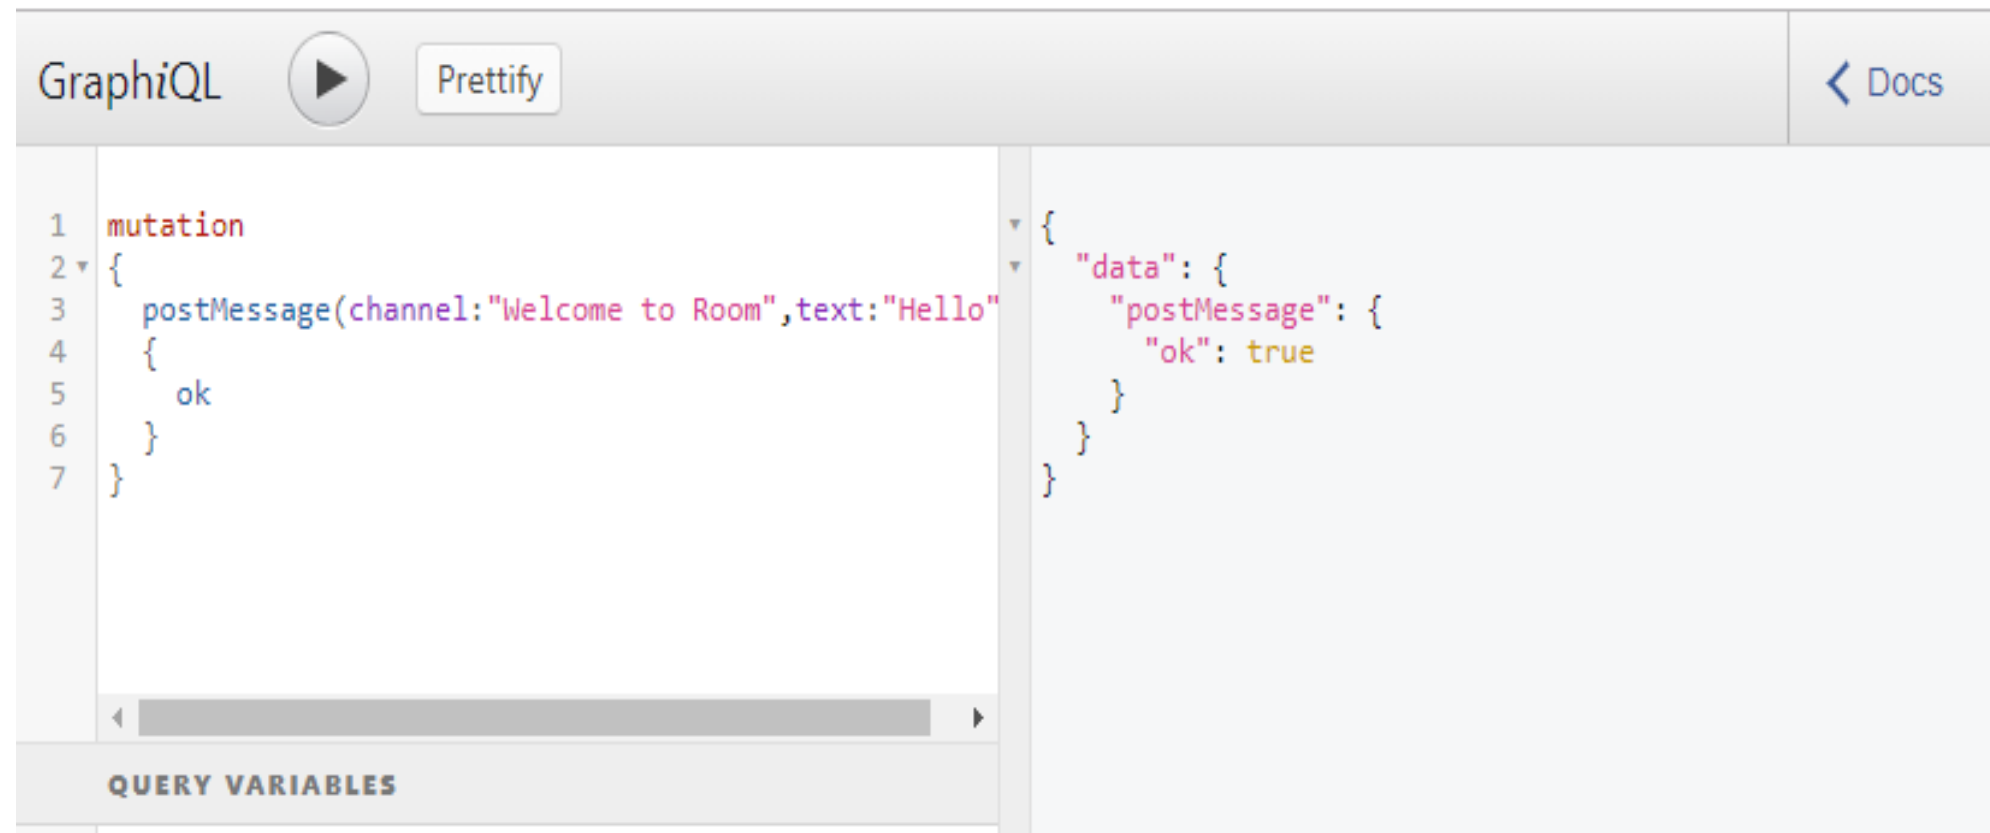 GraphiQL Prettify Docs
1 mutation
2 {
3 postMessage(channel:"Welcome to Room",text:"Hello"
4 {
5 ok
6 }
7 }
{
"data": {
"postMessage": {
"ok": true
}
}
}
QUERY VARIABLES